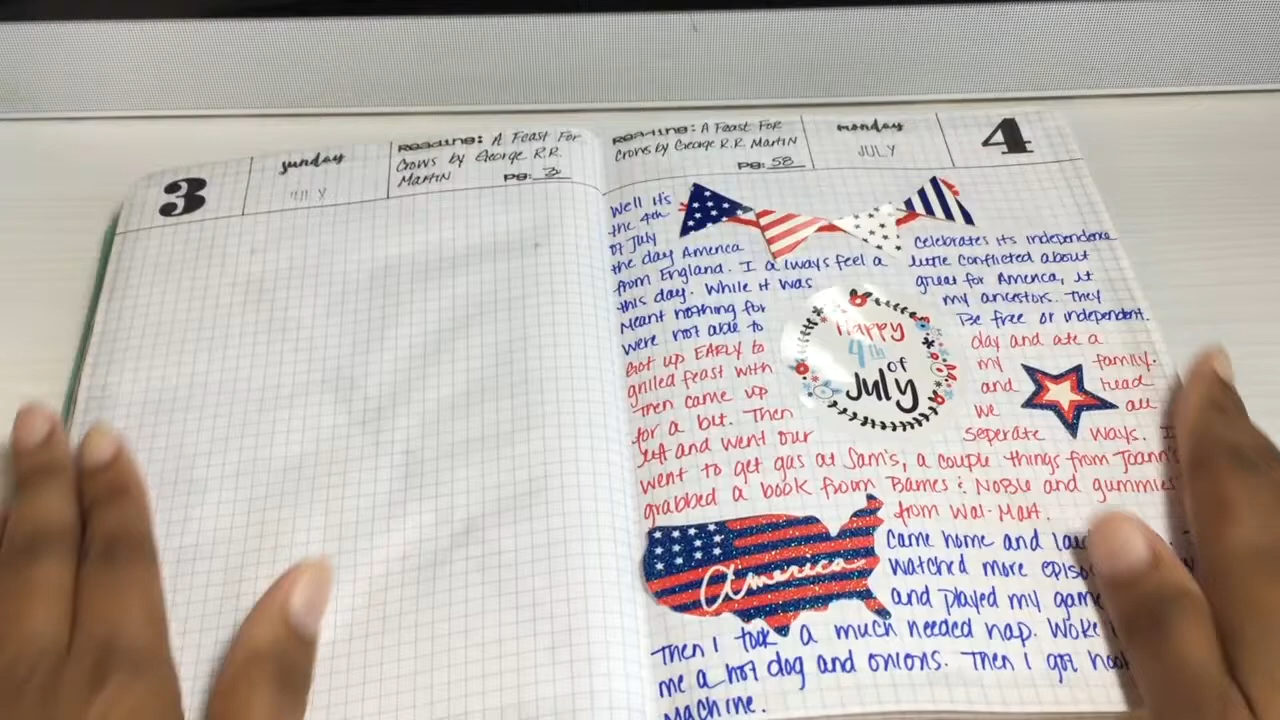 3
sunday
JULY
Reading: A Feast For
Crows by George R.R.
Martin
pg: 3
Reading: A Feast For
Crows by George R.R. Martin
pg: 58
monday
JULY
4
Well it's
the 4th
of July
the day America celebrates its independence
from England. I always feel a little conflicted about
this day. While it was great for America, it
meant nothing for my ancestors. They
were not able to Be free or independent.
Got up EARLY to day and ate a
grilled feast with my family.
Then came up and read
for a bit. Then we all
left and went our seperate ways. I
went to get gas at Sam's, a couple things from Joann's
grabbed a book from Barnes & Noble and gummies
from Wal-Mart.
Happy
4th
of
July
America
Came home and
watched more
and played my game
Then I took a much needed nap. Woke
me a hot dog and onions. Then I got
machine.